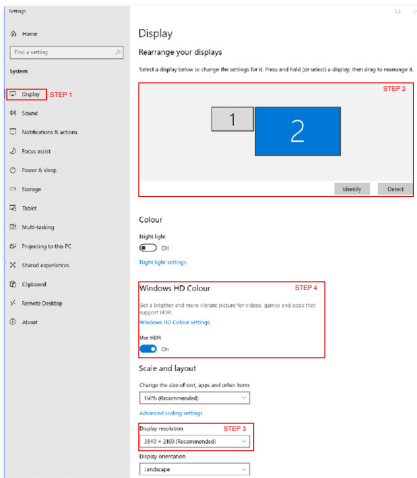 Settings
Home
Find a setting
System
Display
STEP 1
Sound
Notifications & actions
Focus assist
Power & sleep
Storage
Tablet
Multi-tasking
Projecting to this PC
Shared experiences
Clipboard
Remote Desktop
About
Display
Rearrange your displays
Select a display below to change the settings for it. Press and hold (or select) a display, then drag to rearrange it.
STEP 2
1
2
Identify
Detect
Colour
Night light
Off
Night light settings
Windows HD Colour
STEP 4
Get a brighter and more vibrant picture for videos, games and apps that
support HDR.
Windows HD Colour settings
Use HDR
On
Scale and layout
Change the size of text, apps and other items
(Recommended)
Advanced scaling settings
Display resolution
STEP 3
3840 × 2160 (Recommended)
Display orientation
Landscape